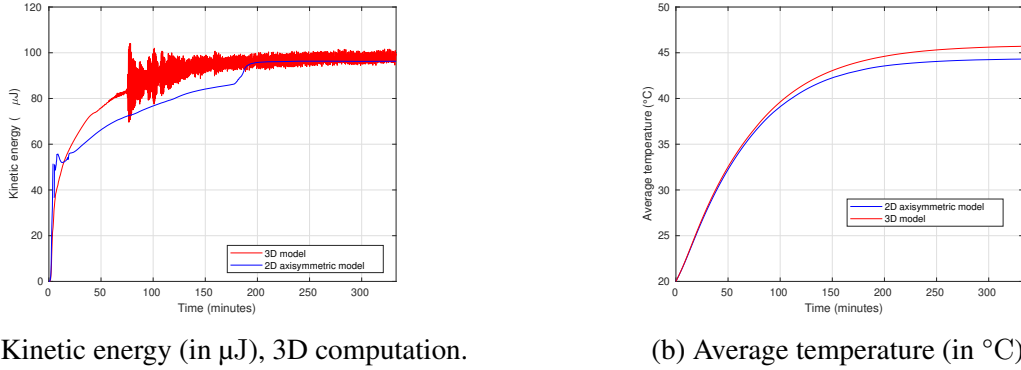 120
100
80
60
40
20
0
Kinetic energy ( μJ)
0 50 100 150 200 250 300
Time (minutes)
3D model
2D axisymmetric model
50
45
40
35
30
25
20
Average temperature (°C)
0 50 100 150 200 250 300
Time (minutes)
2D axisymmetric model
3D model
Kinetic energy (in μJ), 3D computation.
(b) Average temperature (in °C)